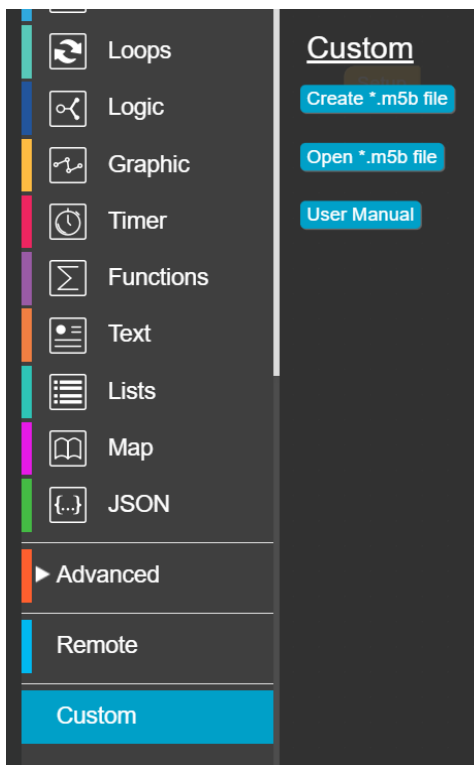 Loops
Logic
Graphic
Timer
Functions
Text
Lists
Map
{...} JSON
Advanced
Remote
Custom
Custom
Create *.m5b file
Open *.m5b file
User Manual